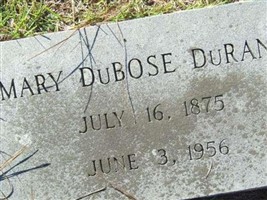 MARY DUBOSE DURAN
JULY 16, 1875
JUNE 3, 1956